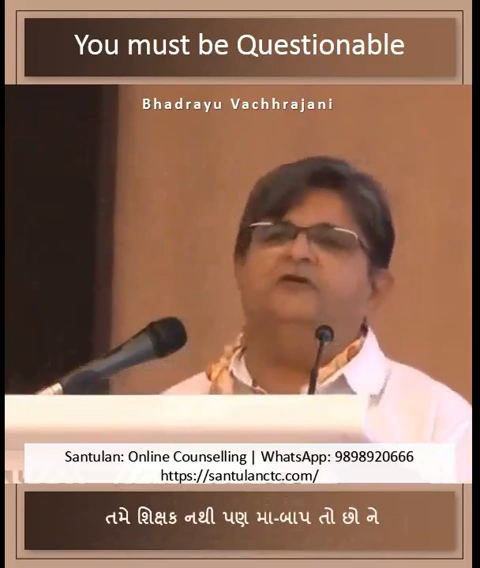 You must be Questionable
Bhadrayu Vachhrajani
Santulan: Online Counselling | WhatsApp: 9898920666
https://santulanctc.com/
તમે શિક્ષક નથી પણ મા-બાપ તો છો ને